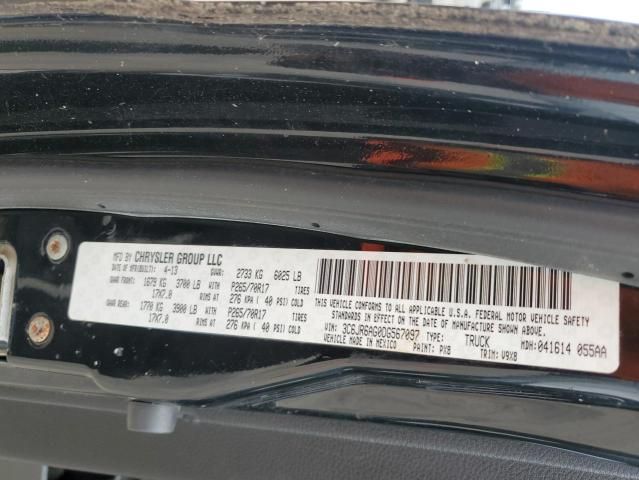 MFD BY CHRYSLER GROUP LLC
DATE OF MFR/BUILT: 4-13 GVWR: 2733 KG 6025 LB
GAWR FRONT: 1679 KG 3700 LB WITH P265/70R17 TIRES
17X7.0 RIMS AT 276 KPA ( 40 PSI) COLD
GAWR REAR: 1770 KG 3900 LB WITH P265/70R17 TIRES
17X7.0 RIMS AT 276 KPA ( 40 PSI) COLD
THIS VEHICLE CONFORMS TO ALL APPLICABLE U.S.A. FEDERAL MOTOR VEHICLE SAFETY
STANDARDS IN EFFECT ON THE DATE OF MANUFACTURE SHOWN ABOVE.
VIN: 3C6JR6AG0DG567097 TYPE: TRUCK MDH: 041614 055AA
VEHICLE MADE IN MEXICO PAINT: PX8 TRIM: V9X8